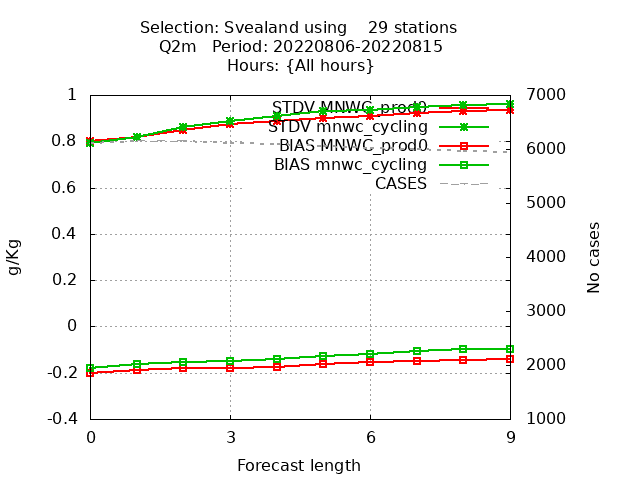 Selection: Svealand using    29 stations
Q2m   Period: 20220806-20220815
Hours: {All hours}
1
0.8
0.6
0.4
0.2
0
-0.2
-0.4
g/Kg
STDV MNWC_prod0
STDV mnwc_cycling
BIAS MNWC_prod0
BIAS mnwc_cycling
CASES
7000
6000
5000
4000
3000
2000
1000
No cases
0 3 6 9
Forecast length